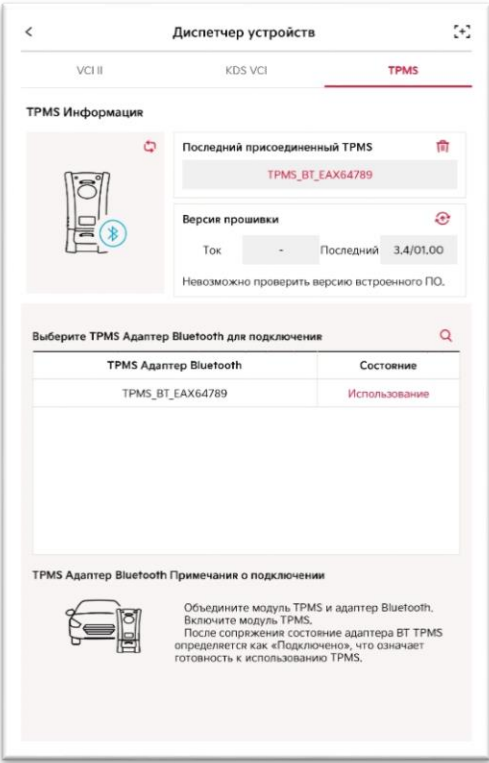 Диспетчер устройств
VCI II
KDS VCI
TPMS
TPMS Информация
Последний присоединенный TPMS
TPMS_BT_EAX64789
Версия прошивки
Ток - Последний 3.4/01.00
Невозможно проверить версию встроенного ПО.
Выберите TPMS Адаптер Bluetooth для подключения
TPMS Адаптер Bluetooth Состояние
TPMS_BT_EAX64789 Использование
TPMS Адаптер Bluetooth Примечания о подключении
Объедините модуль TPMS и адаптер Bluetooth.
Включите модуль TPMS.
После сопряжения состояние адаптера BT TPMS
определяется как «Подключено», что означает
готовность к использованию TPMS.